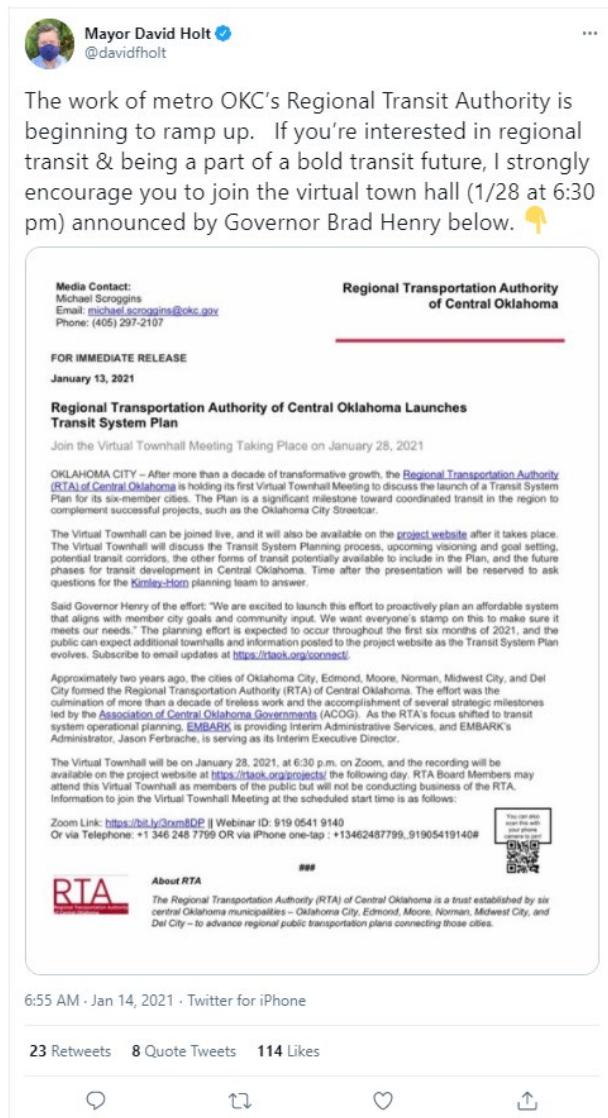 Mayor David Holt
@davidfholt
The work of metro OKC's Regional Transit Authority is
beginning to ramp up. If you're interested in regional
transit & being a part of a bold transit future, I strongly
encourage you to join the virtual town hall (1/28 at 6:30
pm) announced by Governor Brad Henry below. 👇
Media Contact:
Michael Scroggins
Email: michael.scroggins@okc.gov
Phone: (405) 297-2107
Regional Transportation Authority
of Central Oklahoma
FOR IMMEDIATE RELEASE
January 13, 2021
Regional Transportation Authority of Central Oklahoma Launches
Transit System Plan
Join the Virtual Townhall Meeting Taking Place on January 28, 2021
OKLAHOMA CITY – After more than a decade of transformative growth, the Regional Transportation Authority
(RTA) of Central Oklahoma is holding its first Virtual Townhall Meeting to discuss the launch of a Transit System
Plan for its six-member cities. The Plan is a significant milestone toward coordinated transit in the region to
complement successful projects, such as the Oklahoma City Streetcar.
The Virtual Townhall can be joined live, and it will also be available on the project website after it takes place.
The Virtual Townhall will discuss the Transit System Planning process, upcoming visioning and goal setting,
potential transit corridors, the other forms of transit potentially available to include in the Plan, and the future
phases for transit development in Central Oklahoma. Time after the presentation will be reserved to ask
questions for the Kimley-Horn planning team to answer.
Said Governor Henry of the effort: "We are excited to launch this effort to proactively plan an affordable system
that aligns with member city goals and community input. We want everyone's stamp on this to make sure it
meets our needs." The planning effort is expected to occur throughout the first six months of 2021, and the
public can expect additional townhalls and information posted to the project website as the Transit System Plan
evolves. Subscribe to email updates at https://rtaok.org/connect/.
Approximately two years ago, the cities of Oklahoma City, Edmond, Moore, Norman, Midwest City, and Del
City formed the Regional Transportation Authority (RTA) of Central Oklahoma. The effort was the
culmination of more than a decade of tireless work and the accomplishment of several strategic milestones
led by the Association of Central Oklahoma Governments (ACOG). As the RTA's focus shifted to transit
system operational planning, EMBARK is providing Interim Administrative Services, and EMBARK's
Administrator, Jason Ferbrache, is serving as its Interim Executive Director.
The Virtual Townhall will be on January 28, 2021, at 6:30 p.m. on Zoom, and the recording will be
available on the project website at https://rtaok.org/projects/ the following day. RTA Board Members may
attend this Virtual Townhall as members of the public but will not be conducting business of the RTA.
Information to join the Virtual Townhall Meeting at the scheduled start time is as follows:
Zoom Link: https://bit.ly/3rxm8DP || Webinar ID: 919 0541 9140
Or via Telephone: +1 346 248 7799 OR via iPhone one-tap : +13462487799,,91905419140#
You can also
scan this with
your phone
camera to join!
###
RTA
About RTA
The Regional Transportation Authority (RTA) of Central Oklahoma is a trust established by six
central Oklahoma municipalities – Oklahoma City, Edmond, Moore, Norman, Midwest City, and
Del City – to advance regional public transportation plans connecting those cities.
6:55 AM · Jan 14, 2021 · Twitter for iPhone
23 Retweets 8 Quote Tweets 114 Likes